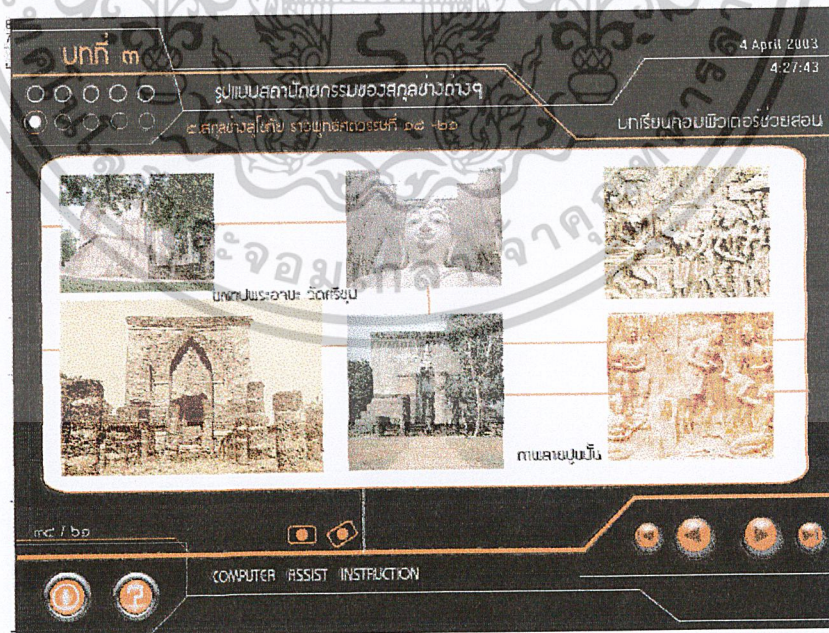 บทที่ ๓
4 April 2003
4:27:43
รูปแบบสถาปัตยกรรมของสกุลช่างต่างๆ
๕.สกุลช่างสุโขทัย ราวพุทธศตวรรษที่ ๑๘ -๒๑
บทเรียนคอมพิวเตอร์ช่วยสอน
มณฑปพระอจนะ วัดศรีชุม
ภาพลายปูนปั้น
๓๔ / ๖๑
COMPUTER ASSIST INSTRUCTION